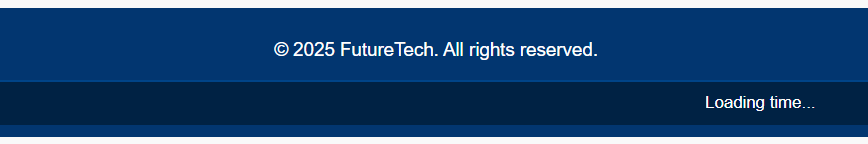 © 2025 FutureTech. All rights reserved.
Loading time...